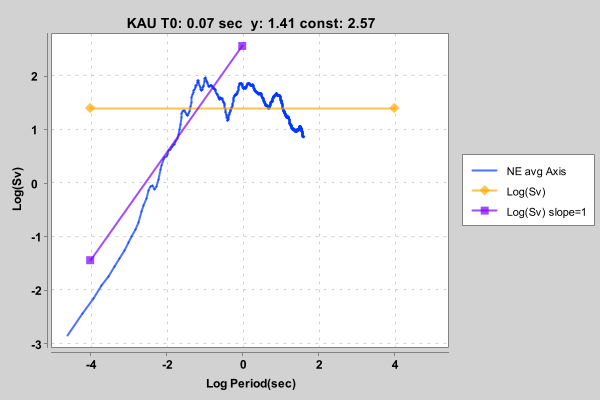 KAU T0: 0.07 sec  y: 1.41 const: 2.57
Log(Sv)
2
1
0
-1
-2
-3
-4
-2
0
2
4
Log Period(sec)
NE avg Axis
Log(Sv)
Log(Sv) slope=1